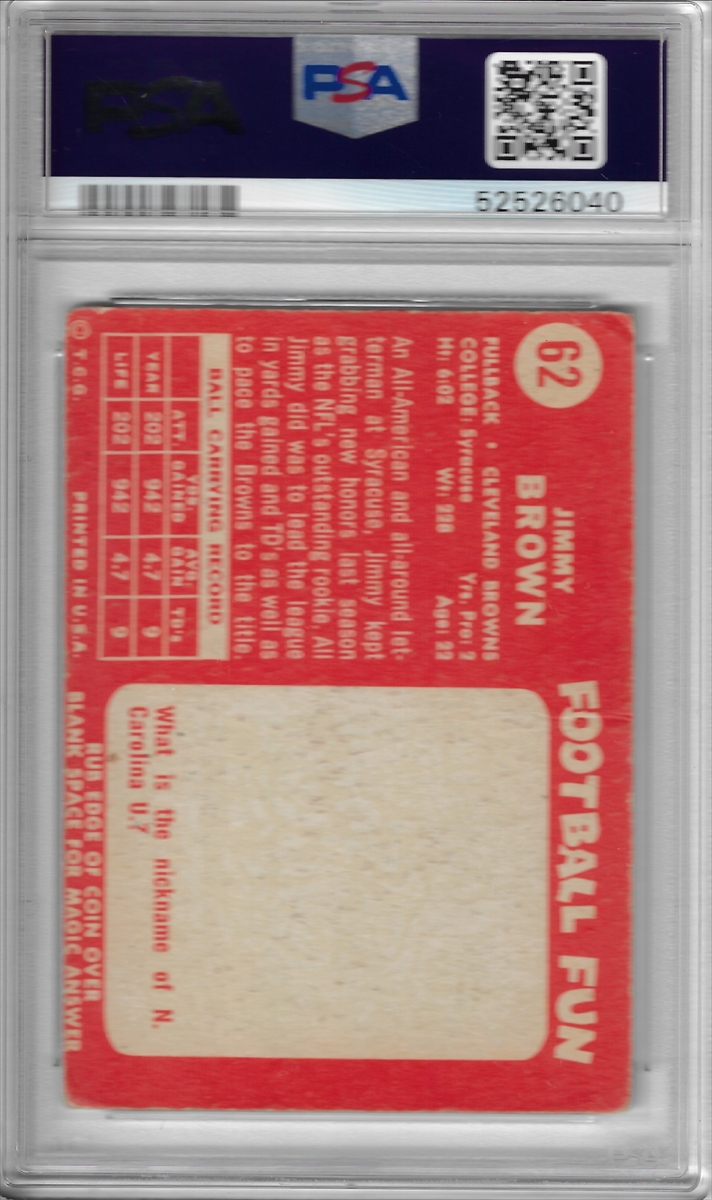 PSA
PSA
52526040
62
JIMMY
BROWN
FULLBACK • CLEVELAND BROWNS
COLLEGE: Syracuse Yrs. Pro: 2
Ht: 6:02 Wt: 228 Age: 22
An All-American and all-around let-
terman at Syracuse, Jimmy kept
grabbing new honors last season
as the NFL's outstanding rookie. All
Jimmy did was to lead the league
in yards gained and TD's as well as
to pace the Browns to the title.
BALL CARRYING RECORD
ATT. YDS. GAINED AVG. GAIN TD's
YEAR 202 942 4.7 9
LIFE 202 942 4.7 9
© T.C.G. PRINTED IN U.S.A.
FOOTBALL FUN
What is the nickname of N.
Carolina U.?
RUB EDGE OF COIN OVER
BLANK SPACE FOR MAGIC ANSWER